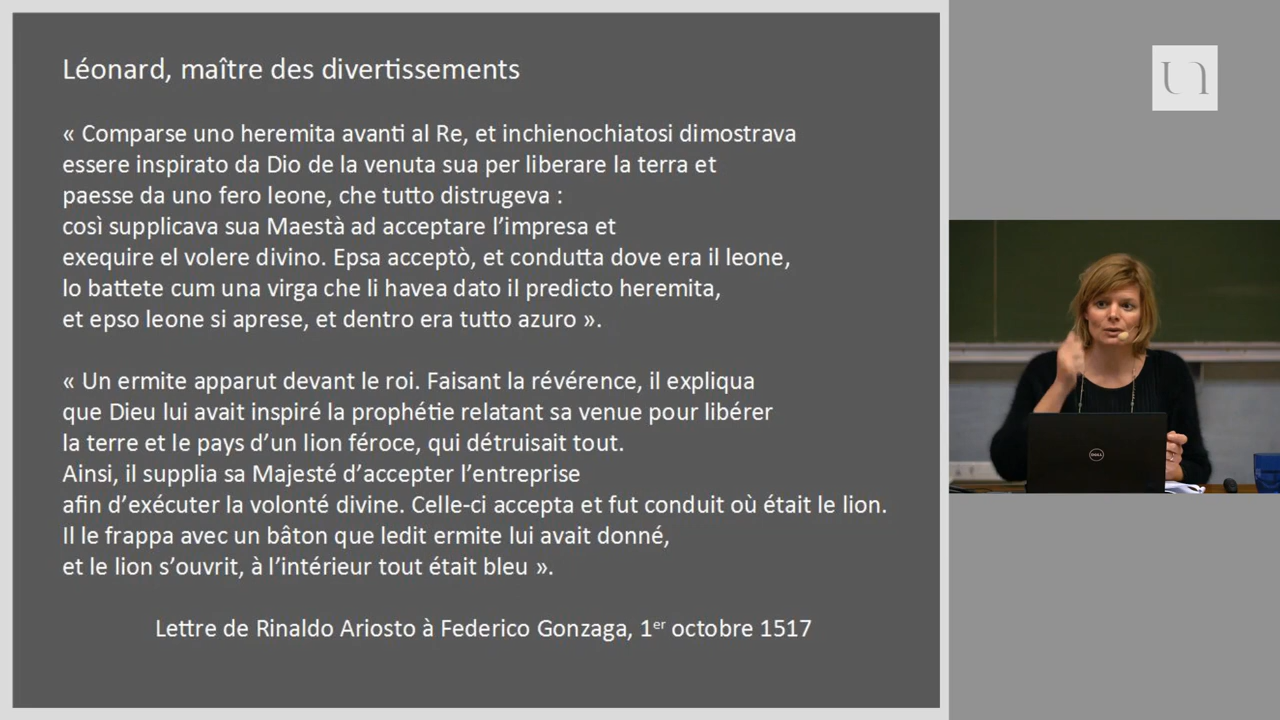 Léonard, maître des divertissements
« Comparse uno heremita avanti al Re, et inchienochiatosi dimostrava
essere inspirato da Dio de la venuta sua per liberare la terra et
paesse da uno fero leone, che tutto distrugeva :
così supplicava sua Maestà ad acceptare l’impresa et
exequire el volere divino. Epsa acceptò, et condutta dove era il leone,
lo battete cum una virga che li havea dato il predicto heremita,
et epso leone si aprese, et dentro era tutto azuro ».
« Un ermite apparut devant le roi. Faisant la révérence, il expliqua
que Dieu lui avait inspiré la prophétie relatant sa venue pour libérer
la terre et le pays d’un lion féroce, qui détruisait tout.
Ainsi, il supplia sa Majesté d’accepter l’entreprise
afin d’exécuter la volonté divine. Celle-ci accepta et fut conduit où était le lion.
Il le frappa avec un bâton que ledit ermite lui avait donné,
et le lion s’ouvrit, à l’intérieur tout était bleu ».
Lettre de Rinaldo Ariosto à Federico Gonzaga, 1er octobre 1517
un
DELL